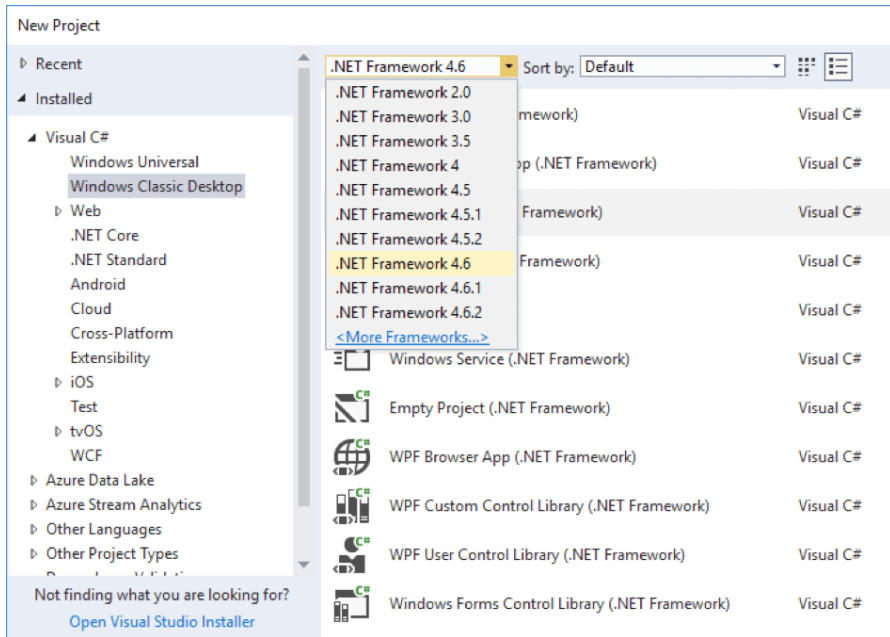 New Project
Recent
Installed
Visual C#
Windows Universal
Windows Classic Desktop
Web
.NET Core
.NET Standard
Android
Cloud
Cross-Platform
Extensibility
iOS
Test
tvOS
WCF
Azure Data Lake
Azure Stream Analytics
Other Languages
Other Project Types
Not finding what you are looking for?
Open Visual Studio Installer
.NET Framework 4.6 Sort by: Default
.NET Framework 2.0
.NET Framework 3.0
.NET Framework 3.5
.NET Framework 4
.NET Framework 4.5
.NET Framework 4.5.1
.NET Framework 4.5.2
.NET Framework 4.6
.NET Framework 4.6.1
.NET Framework 4.6.2
<More Frameworks...>
mework) Visual C#
pp (.NET Framework) Visual C#
Framework) Visual C#
Framework) Visual C#
Visual C#
Windows Service (.NET Framework) Visual C#
C# Empty Project (.NET Framework) Visual C#
C# WPF Browser App (.NET Framework) Visual C#
C# WPF Custom Control Library (.NET Framework) Visual C#
C# WPF User Control Library (.NET Framework) Visual C#
C# Windows Forms Control Library (.NET Framework) Visual C#